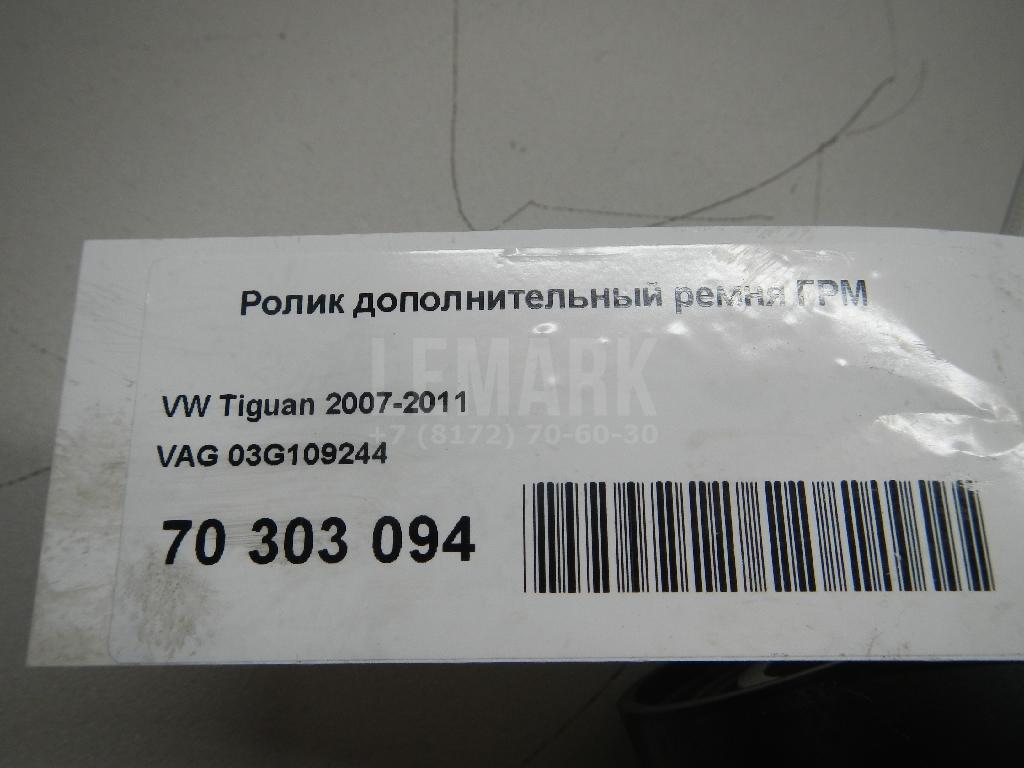 Ролик дополнительный ремня ГРМ
LEMARK
VW Tiguan 2007-2011
+7 (8172) 70-60-30
VAG 03G109244
70 303 094